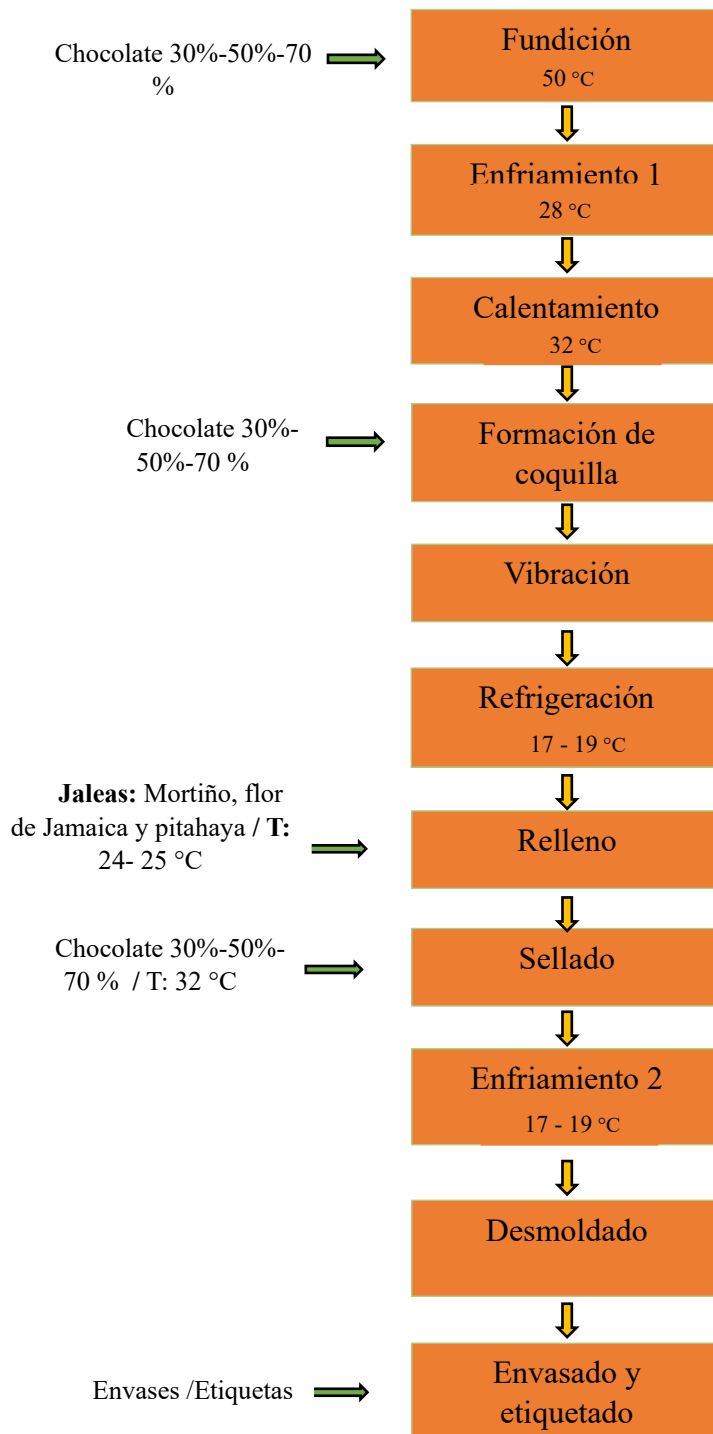 Chocolate 30%-50%-70
%
Fundición
50 °C
Enfriamiento 1
28 °C
Calentamiento
32 °C
Chocolate 30%-
50%-70 %
Formación de
coquilla
Vibración
Refrigeración
17 - 19 °C
Jaleas: Mortiño, flor
de Jamaica y pitahaya / T:
24- 25 °C
Relleno
Chocolate 30%-50%-
70 % / T: 32 °C
Sellado
Enfriamiento 2
17 - 19 °C
Desmoldado
Envases /Etiquetas
Envasado y
etiquetado